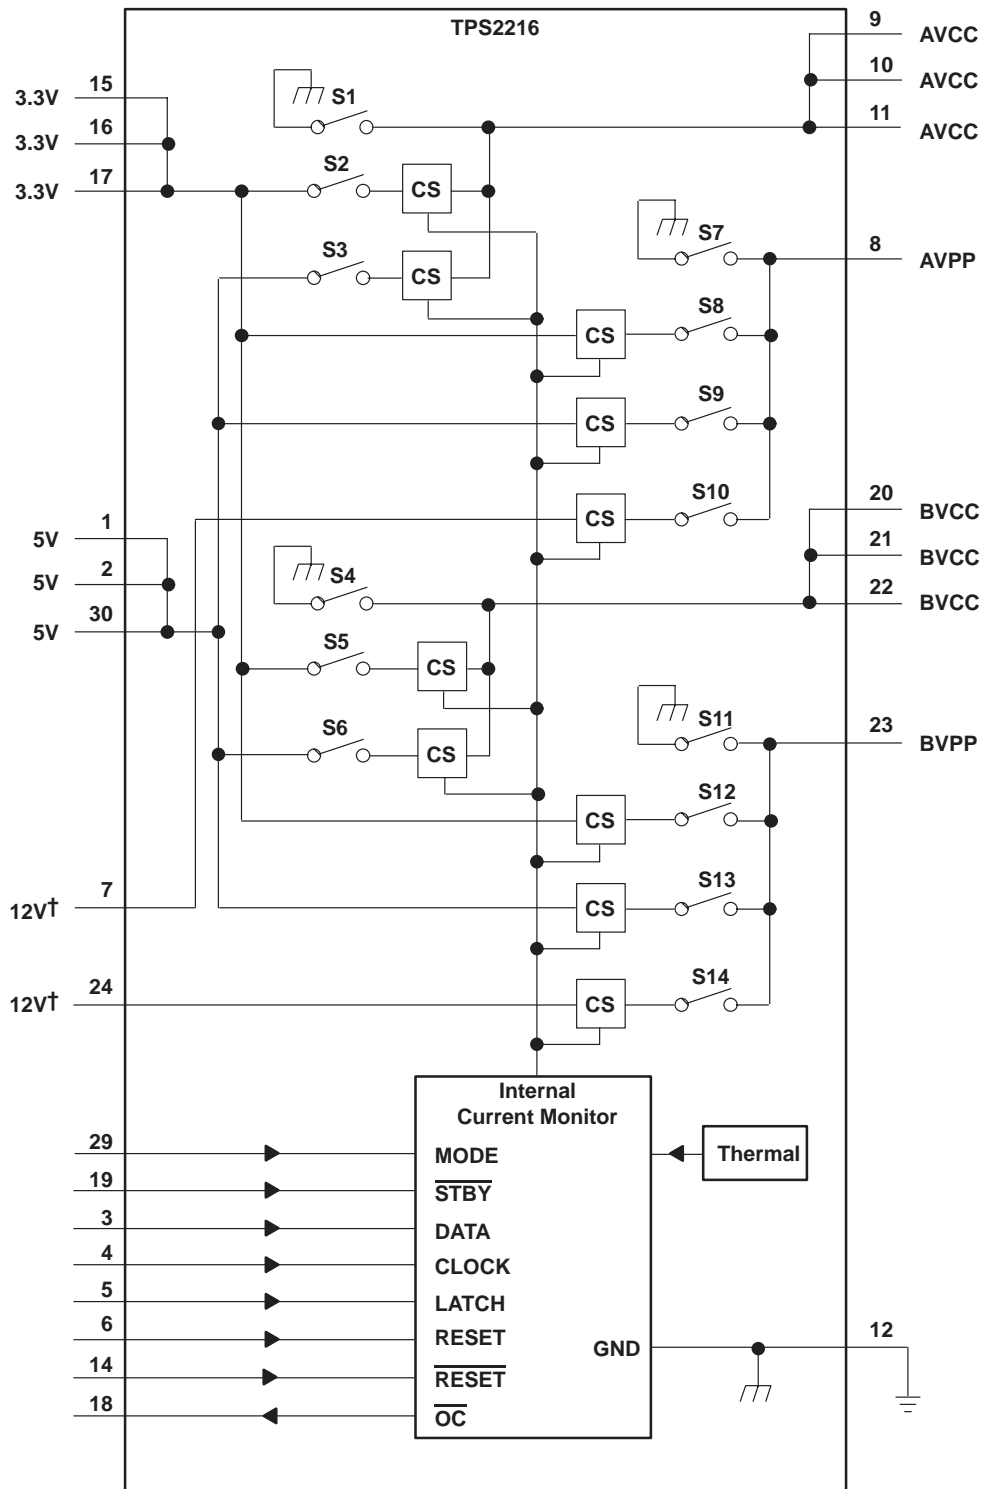 TPS2216
9
AVCC
10
AVCC
11
AVCC
15
3.3V
16
3.3V
17
3.3V
S1
S2
CS
S3
CS
S7
8
AVPP
S8
CS
S9
CS
S10
CS
20
BVCC
21
BVCC
22
BVCC
1
5V
2
5V
30
5V
S4
S5
CS
S6
CS
S11
23
BVPP
S12
CS
S13
CS
S14
CS
7
12V†
24
12V†
Internal
Current Monitor
Thermal
29
MODE
19
STBY
3
DATA
4
CLOCK
5
LATCH
6
RESET
14
RESET
18
OC
GND
12